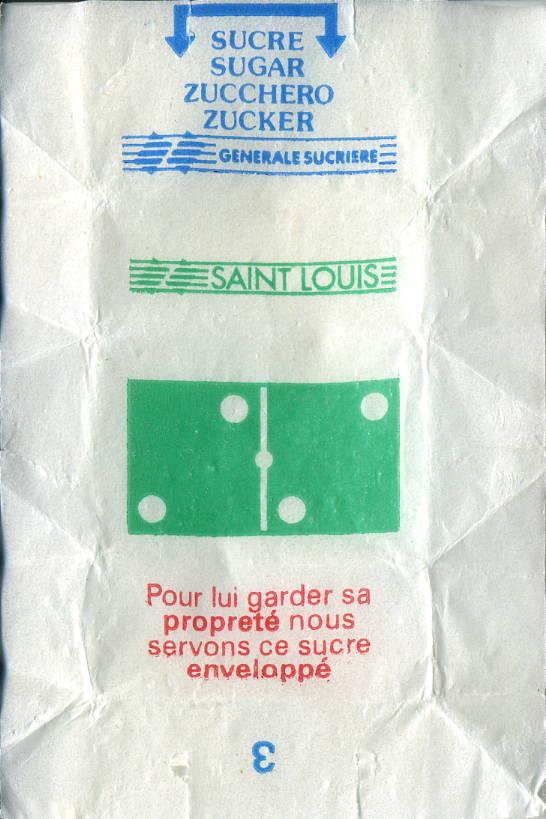 SUCRE
SUGAR
ZUCCHERO
ZUCKER
GENERALE SUCRIERE
SAINT LOUIS
Pour lui garder sa
propreté nous
servons ce sucre
enveloppé
3